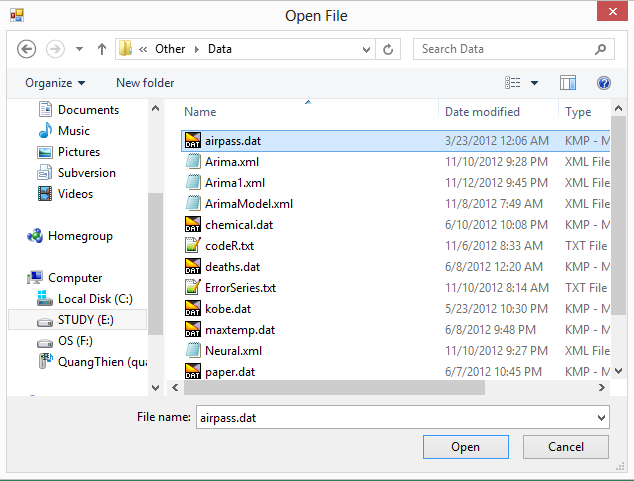 Open File
« Other Data Search Data
Organize New folder
Documents
Music
Pictures
Subversion
Videos
Homegroup
Computer
Local Disk (C:)
STUDY (E:)
OS (F:)
QuangThien (qua
Name Date modified Type
airpass.dat 3/23/2012 12:06 AM KMP - M
Arima.xml 11/10/2012 9:28 PM XML File
Arima1.xml 11/12/2012 9:45 PM XML File
ArimaModel.xml 11/8/2012 7:49 AM XML File
chemical.dat 6/10/2012 10:08 PM KMP - M
codeR.txt 11/6/2012 8:33 AM TXT File
deaths.dat 6/8/2012 12:20 AM KMP - M
ErrorSeries.txt 11/10/2012 8:14 AM TXT File
kobe.dat 5/23/2012 10:30 PM KMP - M
maxtemp.dat 6/8/2012 9:48 PM KMP - M
Neural.xml 11/10/2012 9:27 PM XML File
paper.dat 6/7/2012 10:45 PM KMP - M
File name: airpass.dat
Open Cancel